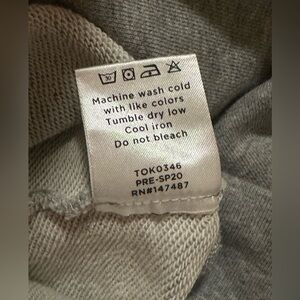 30
Machine wash cold
with like colors
Tumble dry low
Cool iron
Do not bleach
TOK0346
PRE-SP20
RN#147487